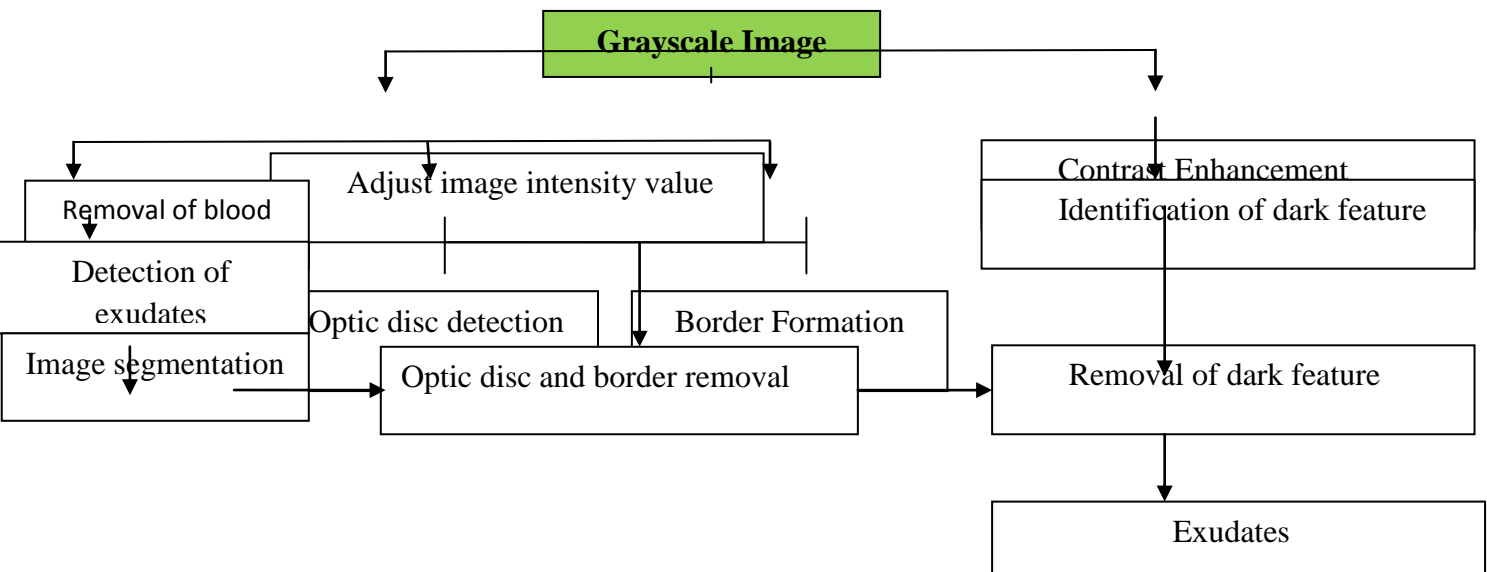 Grayscale Image
Adjust image intensity value
Removal of blood
Detection of
exudates
Image segmentation
Optic disc detection
Border Formation
Optic disc and border removal
Contrast Enhancement
Identification of dark feature
Removal of dark feature
Exudates